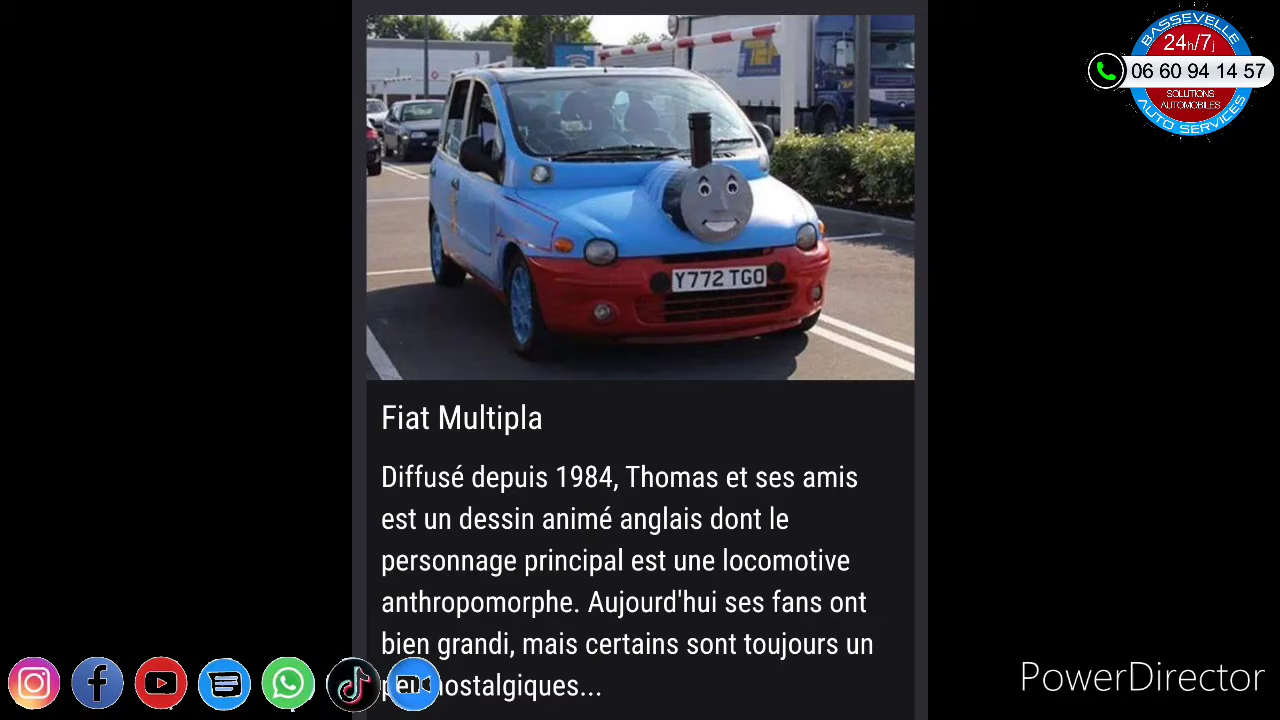 BASSEVELLE
24h/7j
06 60 94 14 57
SOLUTIONS
AUTOMOBILES
AUTO SERVICES
Y772 TGO
Fiat Multipla
Diffusé depuis 1984, Thomas et ses amis
est un dessin animé anglais dont le
personnage principal est une locomotive
anthropomorphe. Aujourd'hui ses fans ont
bien grandi, mais certains sont toujours un
peu nostalgiques...
PowerDirector